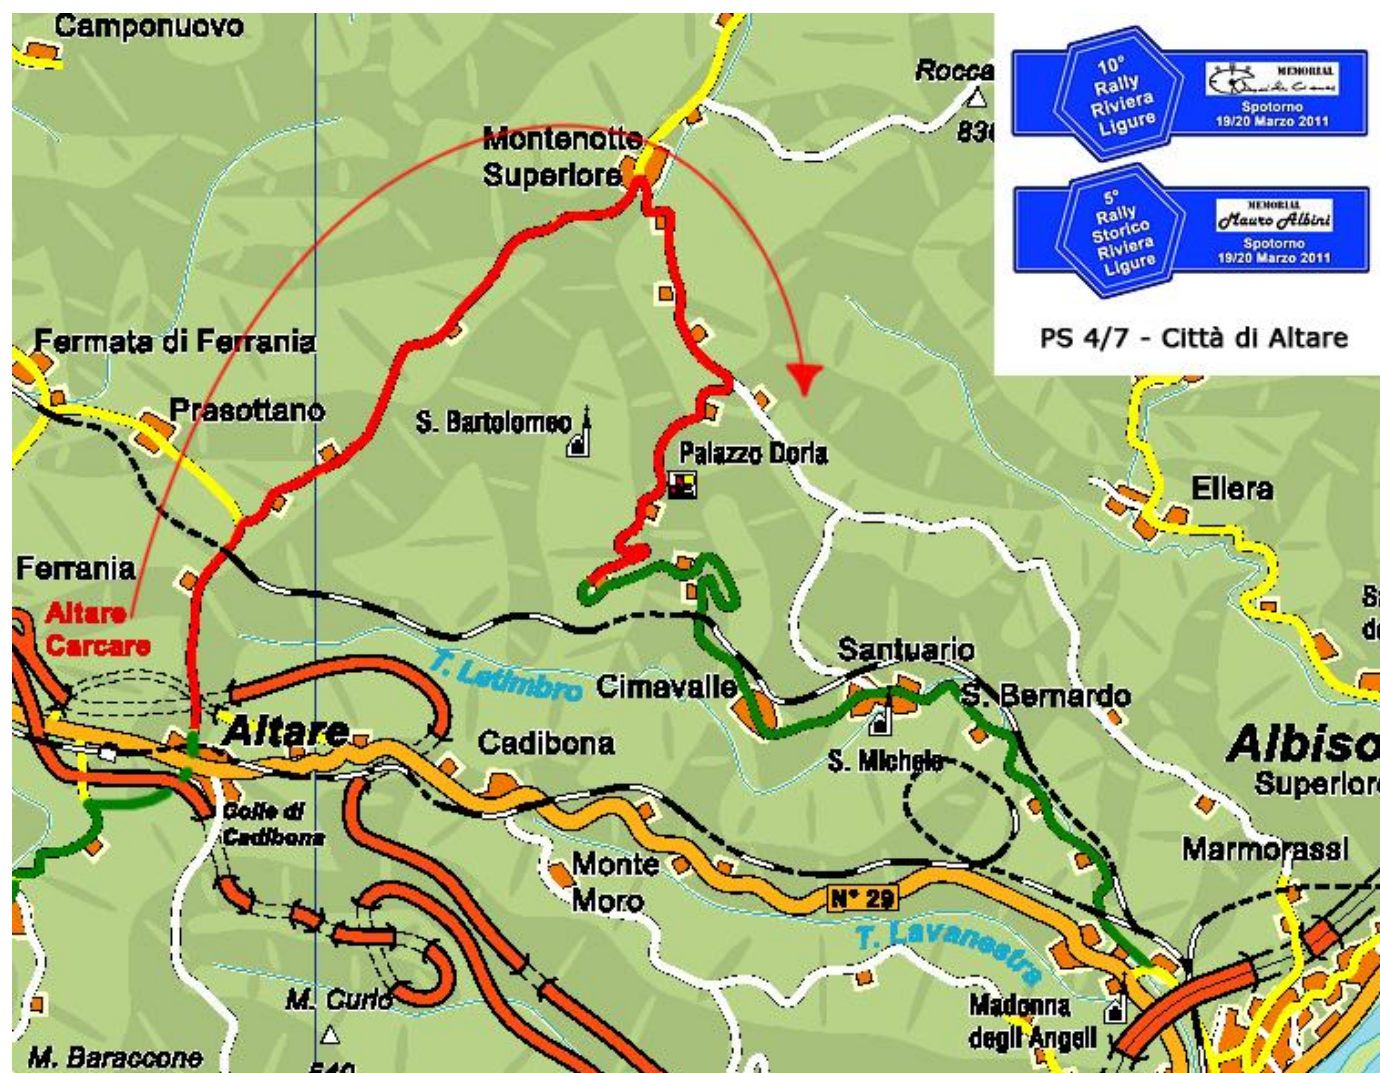 Camponuovo
Rocca
Montenotte
Superiore
Fermata di Ferrania
Prasottano
S. Bartolomeo
Palazzo Doria
Ellera
Ferrania
Altare
Carcare
T. Letimbro
Santuario
Cimavalle
S. Bernardo
Altare
Cadibona
S. Michele
Albiso
Superiore
Colle di
Cadibona
Monte
Moro
N° 29
Marmorassi
T. Lavanestra
M. Curlo
Madonna
degli Angeli
M. Baraccone
10°
Rally
Riviera
Ligure
MEMORIAL
Spotorno
19/20 Marzo 2011
5°
Rally
Storico
Riviera
Ligure
MEMORIAL
Mauro Albini
Spotorno
19/20 Marzo 2011
PS 4/7 - Città di Altare